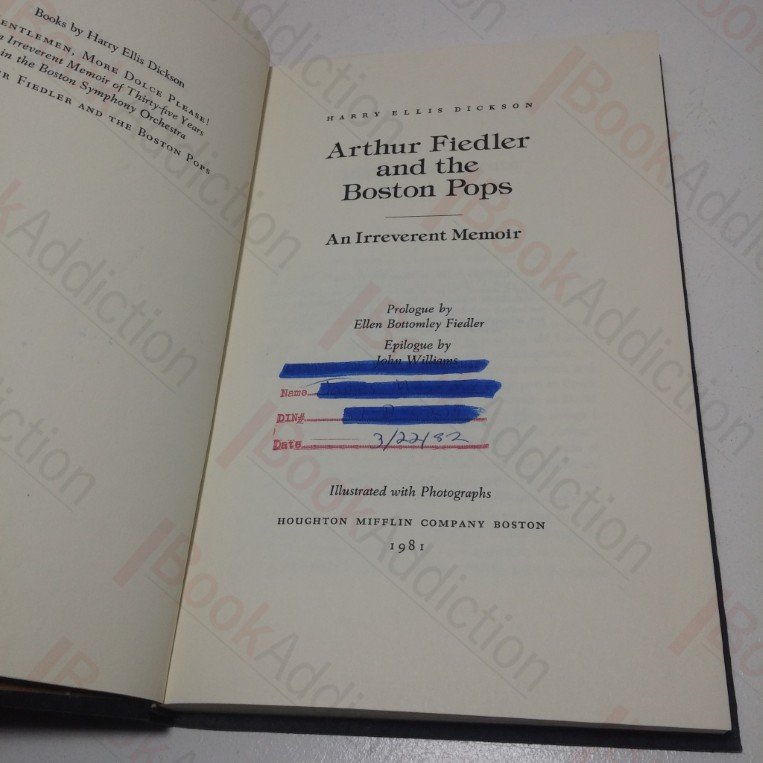 Books by Harry Ellis Dickson
ENTLEMEN, MORE DOLCE PLEASE!
n Irreverent Memoir of Thirty-five Years
in the Boston Symphony Orchestra
R FIEDLER AND THE BOSTON POPS
HARRY ELLIS DICKSON
Arthur Fiedler
and the
Boston Pops
An Irreverent Memoir
Prologue by
Ellen Bottomley Fiedler
Epilogue by
John Williams
Name
DIN#
Date 3/22/82
Illustrated with Photographs
HOUGHTON MIFFLIN COMPANY BOSTON
1981
BookAddiction